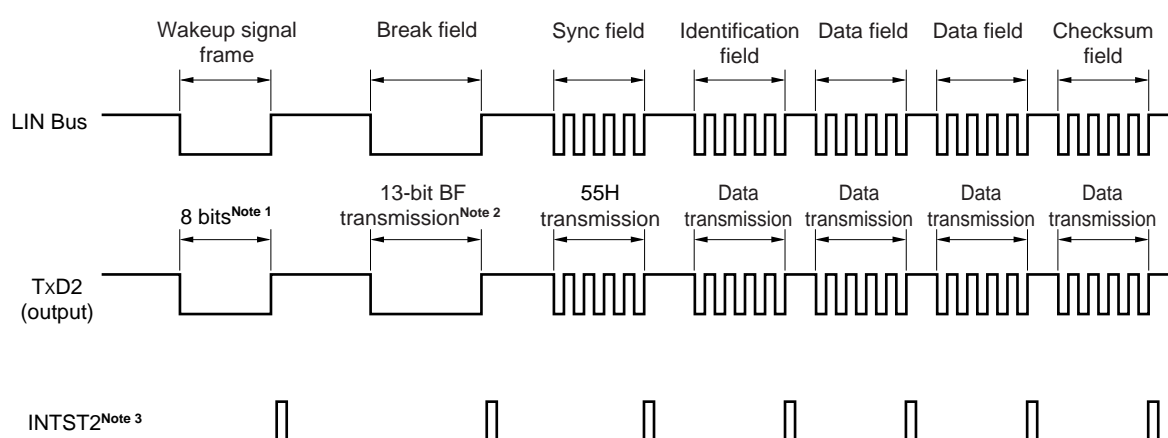 Wakeup signal frame
Break field
Sync field
Identification field
Data field
Data field
Checksum field
LIN Bus
8 bitsNote 1
13-bit BF transmissionNote 2
55H transmission
Data transmission
Data transmission
Data transmission
Data transmission
TxD2 (output)
INTST2Note 3